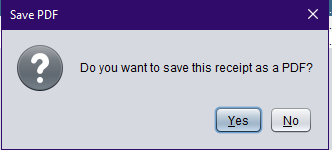 Save PDF
Do you want to save this receipt as a PDF?
Yes No